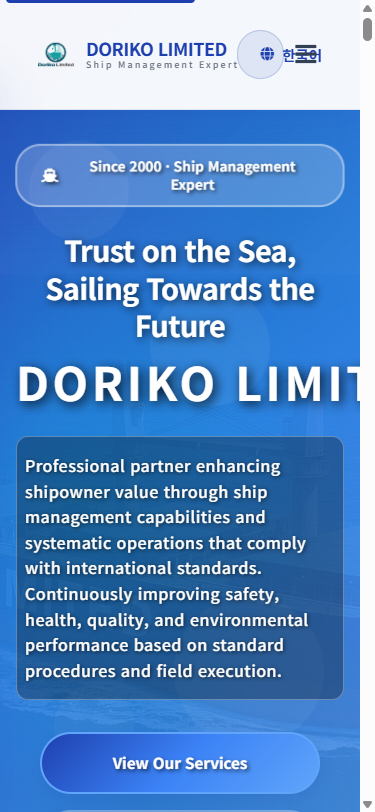 DORIKO LIMITED
Ship Management Expert
한국어
Doriko Limited
Since 2000 · Ship Management
Expert
Trust on the Sea,
Sailing Towards the
Future
DORIKO LIMIT
Professional partner enhancing
shipowner value through ship
management capabilities and
systematic operations that comply
with international standards.
Continuously improving safety,
health, quality, and environmental
performance based on standard
procedures and field execution.
View Our Services